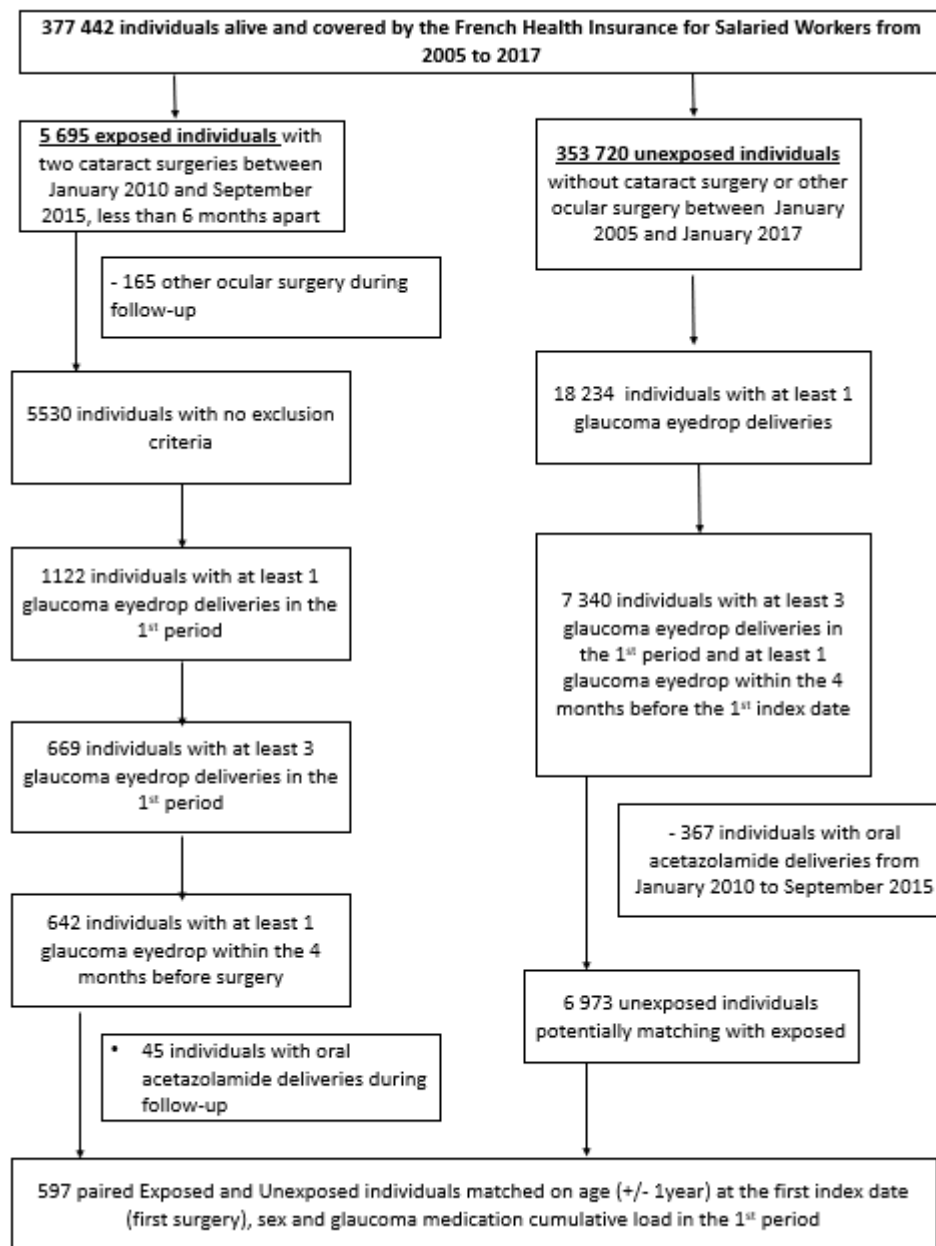 377 442 individuals alive and covered by the French Health Insurance for Salaried Workers from
2005 to 2017
5 695 exposed individuals with
two cataract surgeries between
January 2010 and September
2015, less than 6 months apart
353 720 unexposed individuals
without cataract surgery or other
ocular surgery between January
2005 and January 2017
- 165 other ocular surgery during
follow-up
5530 individuals with no exclusion
criteria
18 234 individuals with at least 1
glaucoma eyedrop deliveries
1122 individuals with at least 1
glaucoma eyedrop deliveries in the
1st period
7 340 individuals with at least 3
glaucoma eyedrop deliveries in
the 1st period and at least 1
glaucoma eyedrop within the 4
months before the 1st index date
669 individuals with at least 3
glaucoma eyedrop deliveries in the
1st period
- 367 individuals with oral
acetazolamide deliveries from
January 2010 to September 2015
642 individuals with at least 1
glaucoma eyedrop within the 4
months before surgery
6 973 unexposed individuals
potentially matching with exposed
• 45 individuals with oral
acetazolamide deliveries during
follow-up
597 paired Exposed and Unexposed individuals matched on age (+/- 1year) at the first index date
(first surgery), sex and glaucoma medication cumulative load in the 1st period